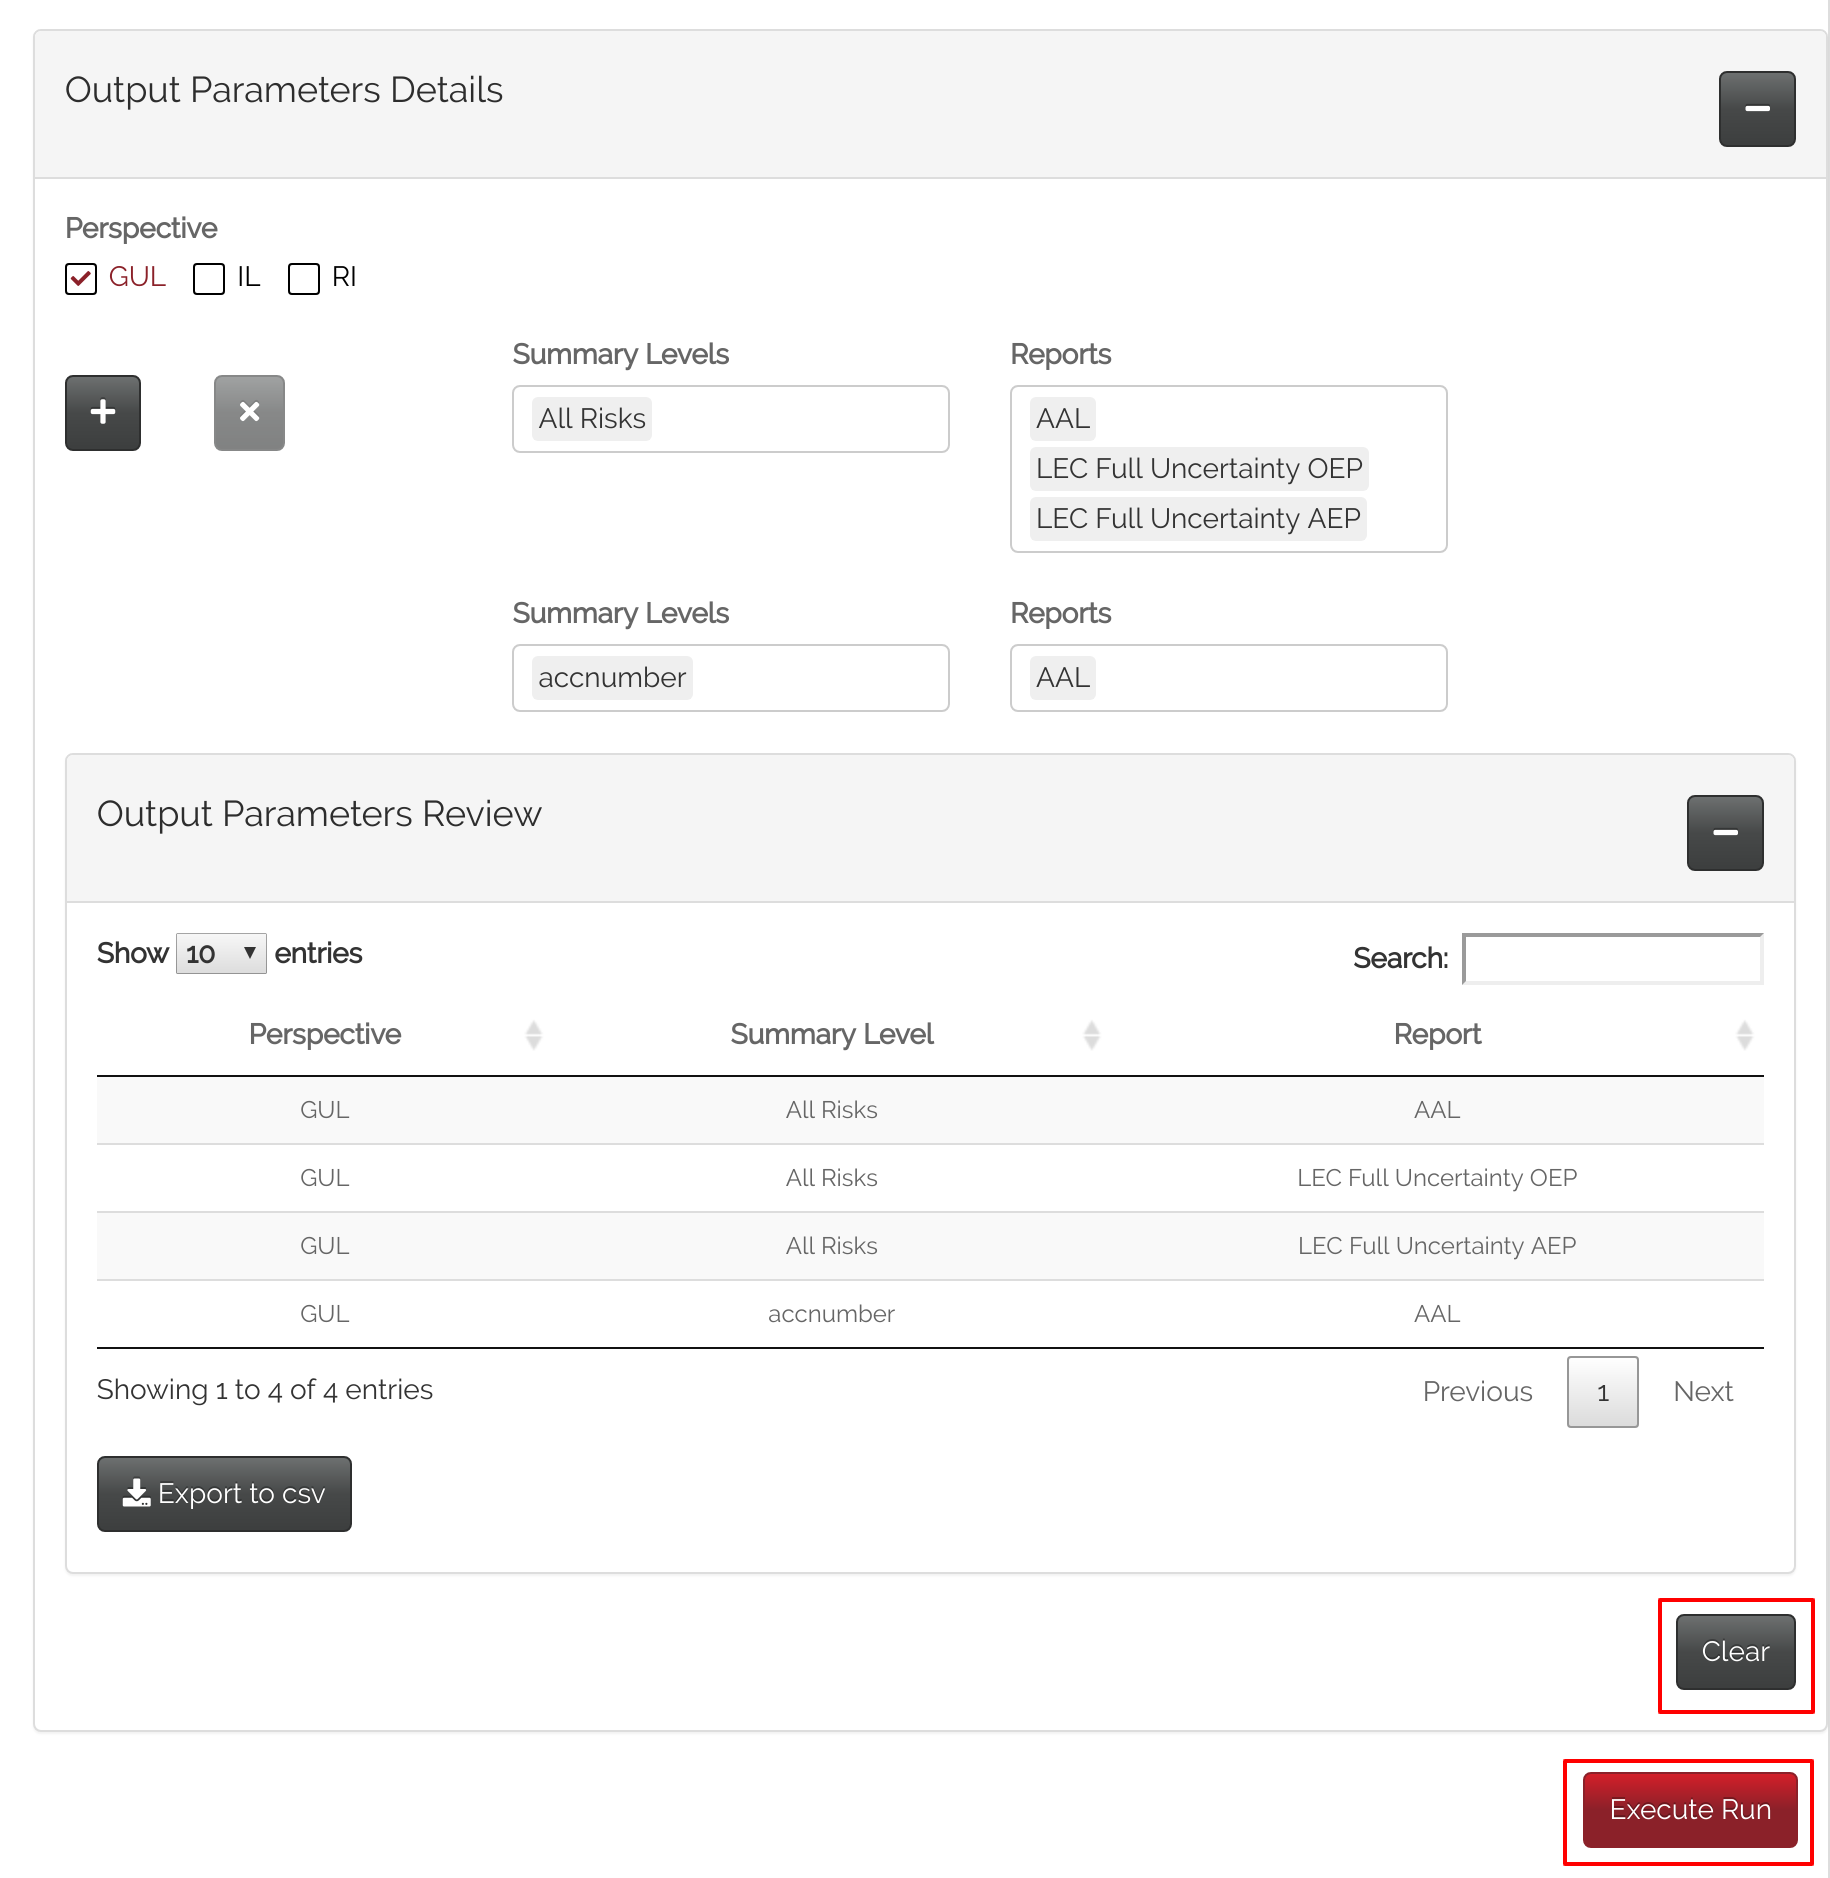 Output Parameters Details
Perspective
GUL IL RI
Summary Levels Reports
All Risks AAL
LEC Full Uncertainty OEP
LEC Full Uncertainty AEP
Summary Levels Reports
accnumber AAL
Output Parameters Review
Show 10 entries Search:
Perspective Summary Level Report
GUL All Risks AAL
GUL All Risks LEC Full Uncertainty OEP
GUL All Risks LEC Full Uncertainty AEP
GUL accnumber AAL
Showing 1 to 4 of 4 entries Previous 1 Next
Export to csv
Clear
Execute Run